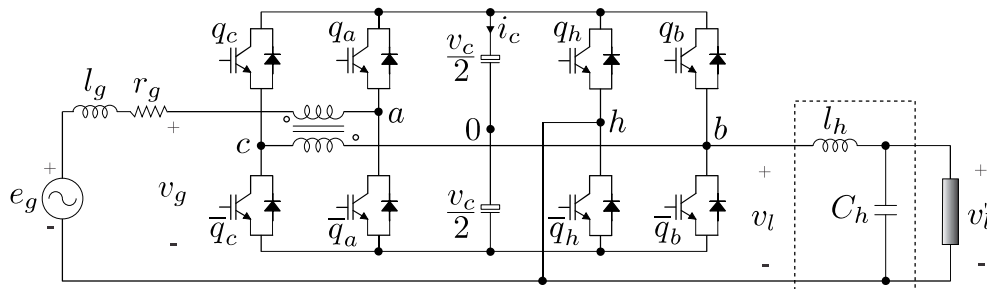 q_c q_a v_c/2 i_c q_h q_b
l_g r_g
+ a 0 h b l_h
c
+ e_g - v_g - + v_l - C_h + v_l' -
q̅_c q̅_a v_c/2 q̅_h q̅_b